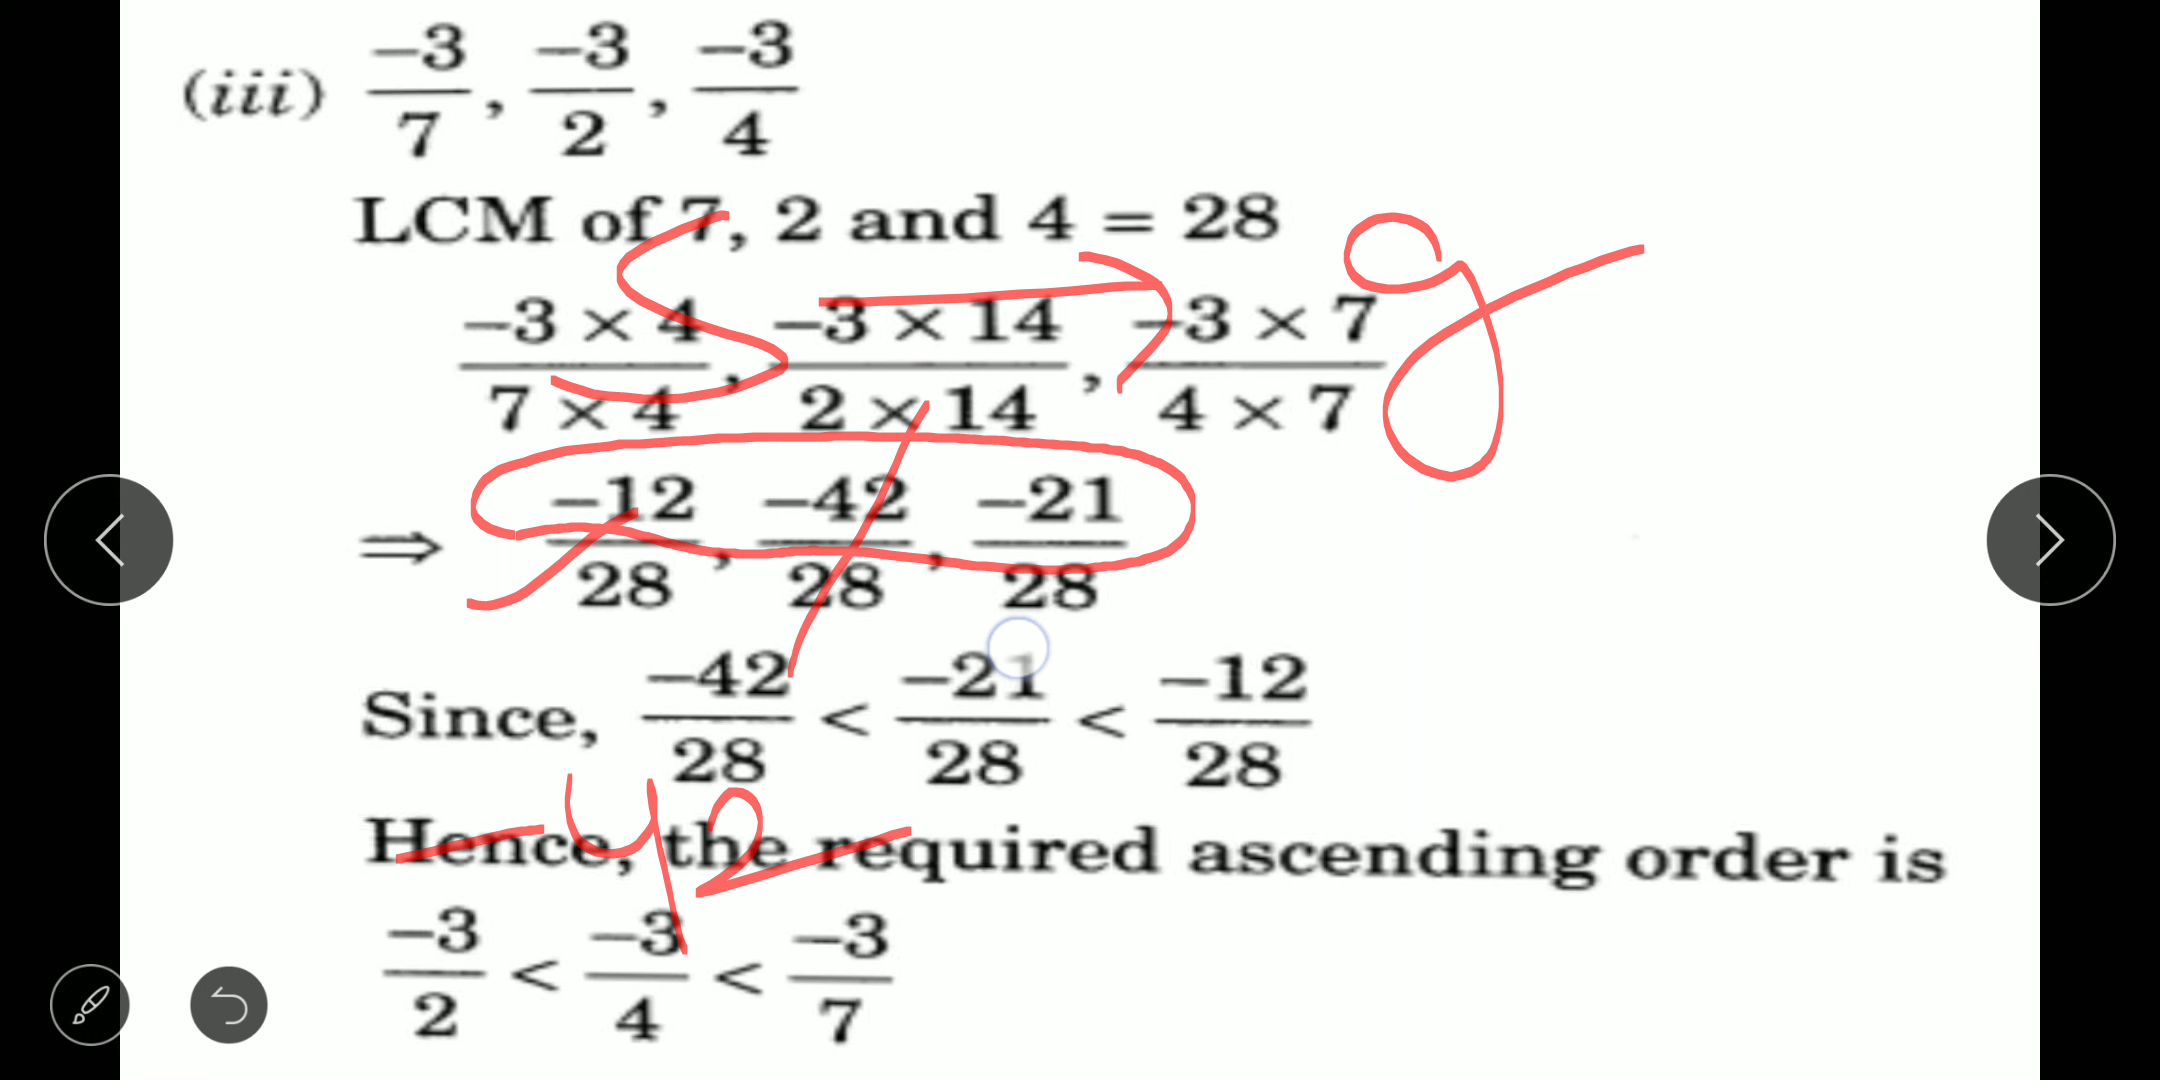 (iii) −3/7, −3/2, −3/4
LCM of 7, 2 and 4 = 28
−3 × 4/7 × 4, −3 × 14/2 × 14, −3 × 7/4 × 7
⇒ −12/28, −42/28, −21/28
Since, −42/28 < −21/28 < −12/28
−42
Hence, the required ascending order is
−3/2 < −3/4 < −3/7